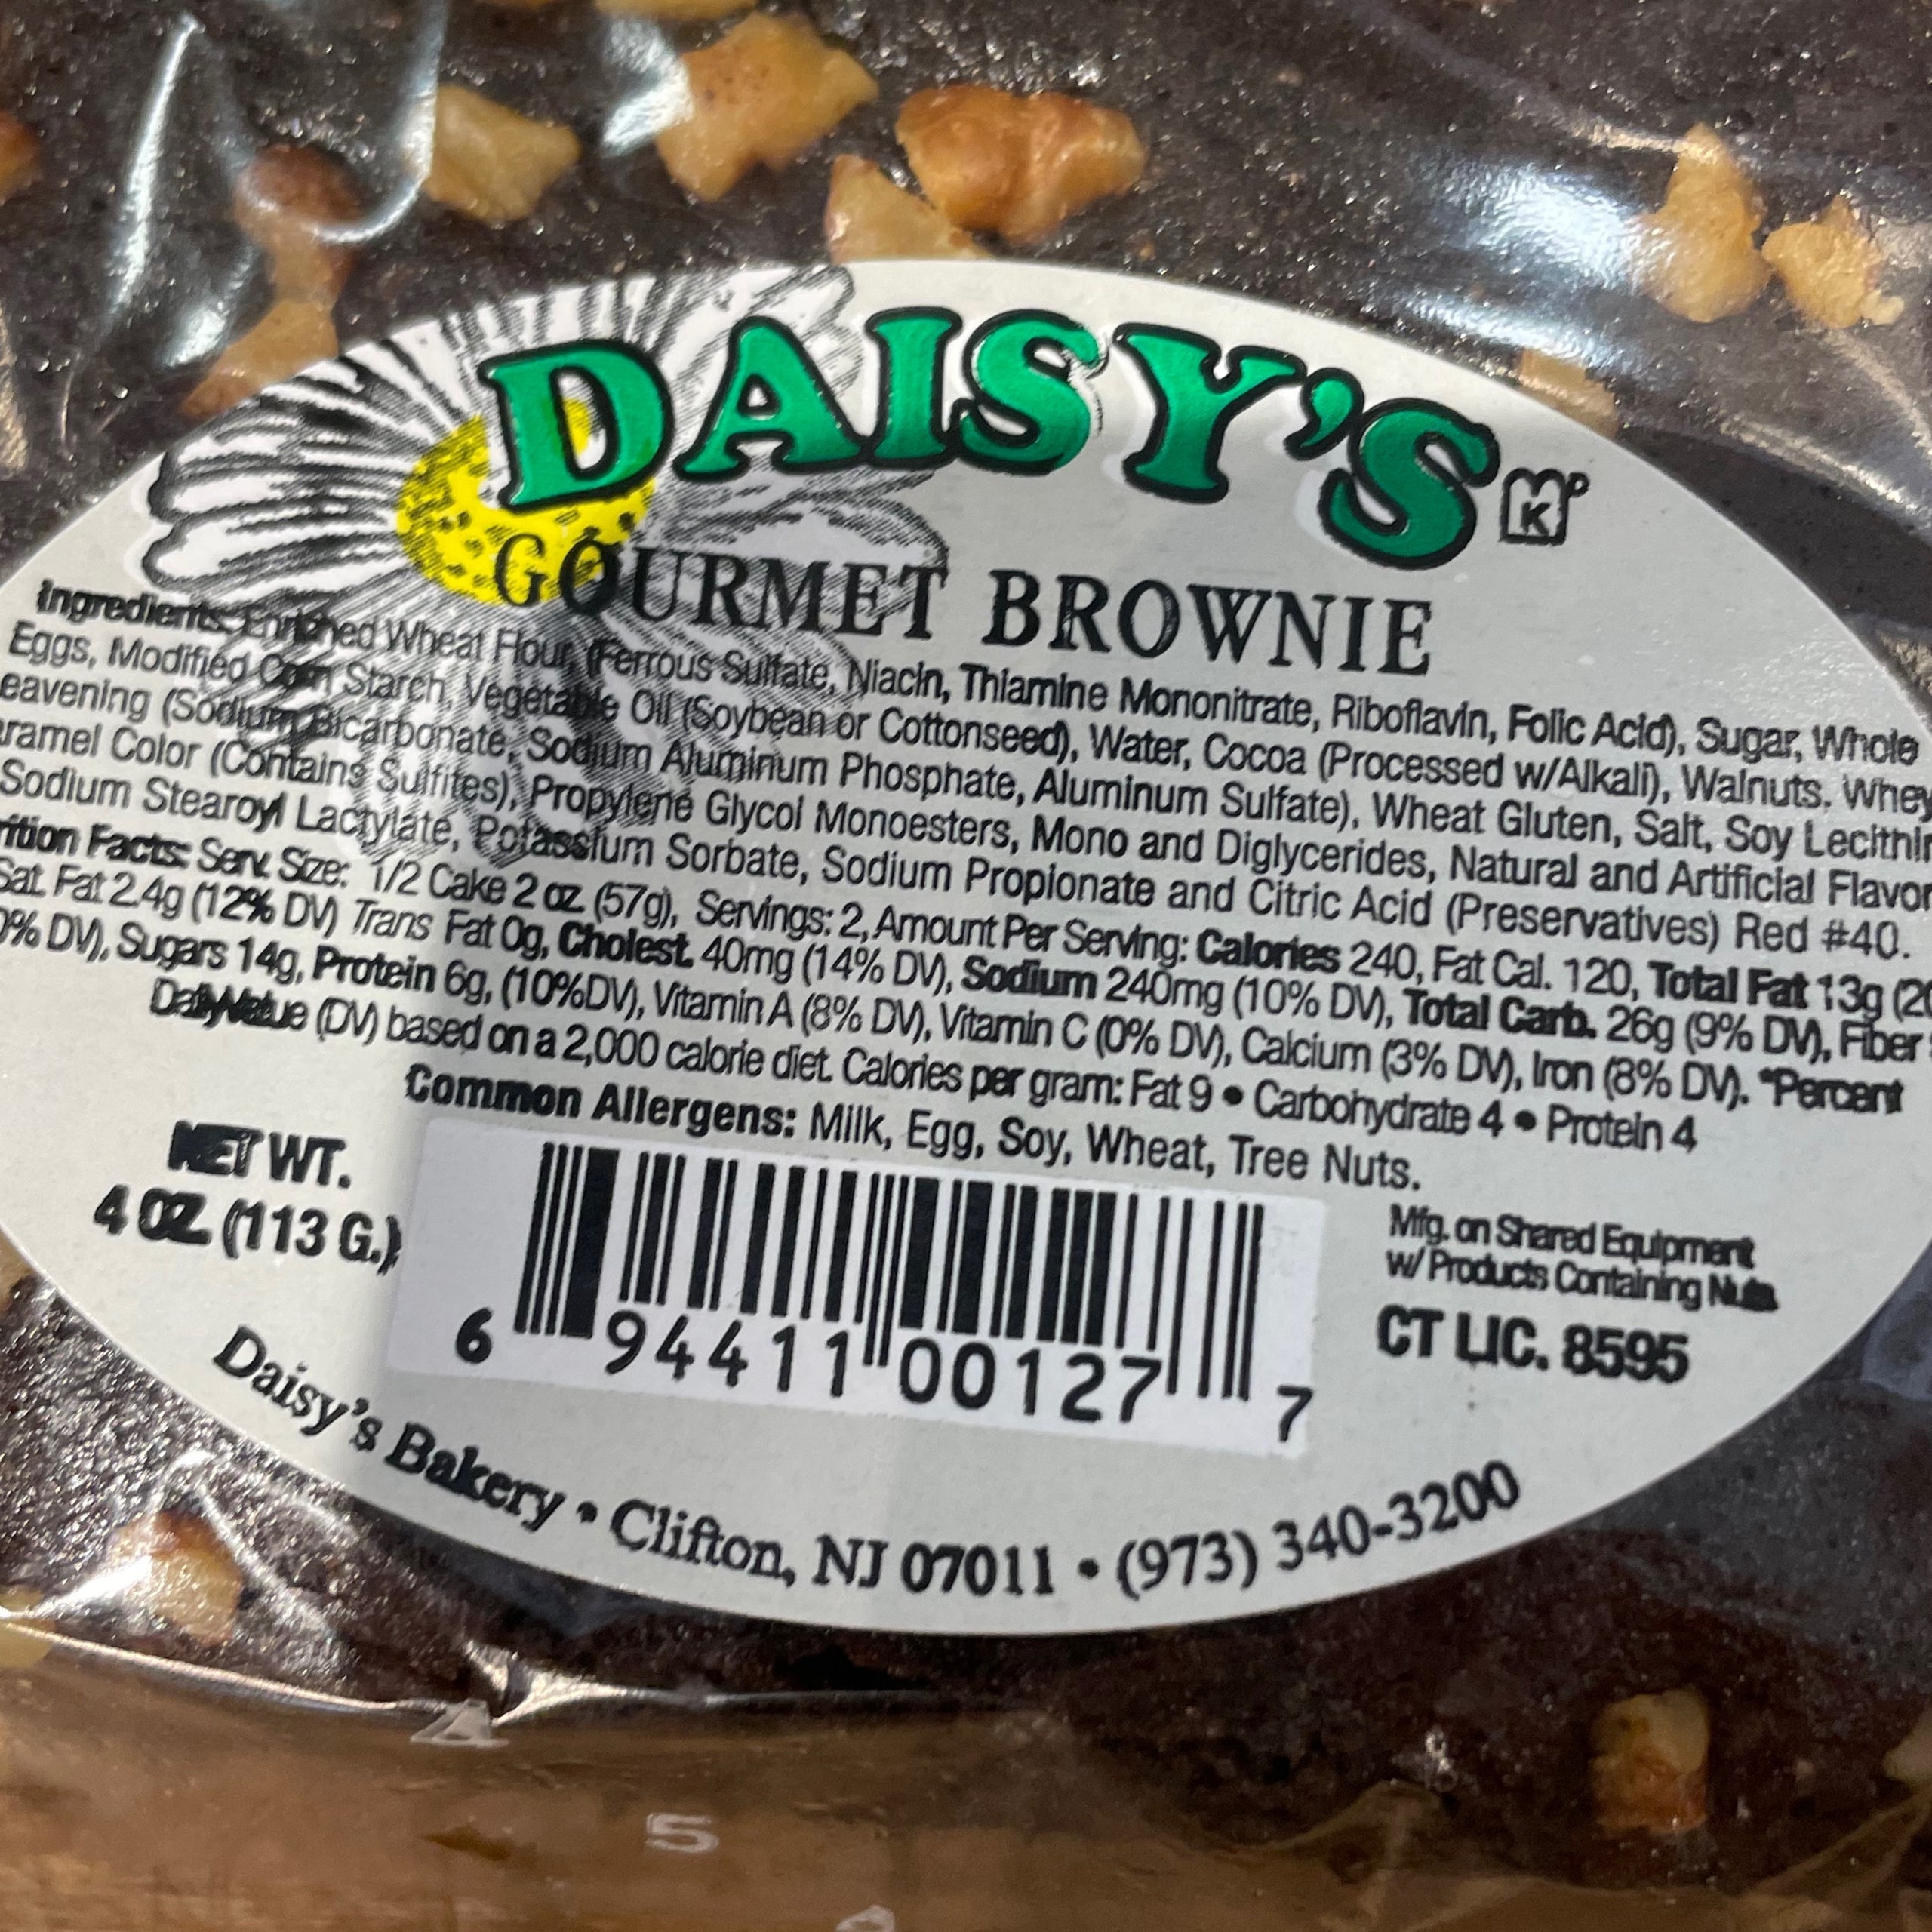 DAISY'S
K
GOURMET BROWNIE
Ingredients: Enriched Wheat Flour, (Ferrous Sulfate, Niacin, Thiamine Mononitrate, Riboflavin, Folic Acid), Sugar, Whole
Eggs, Modified Corn Starch, Vegetable Oil (Soybean or Cottonseed), Water, Cocoa (Processed w/Alkali), Walnuts. Whey
eavening (Sodium Bicarbonate, Sodium Aluminum Phosphate, Aluminum Sulfate), Wheat Gluten, Salt, Soy Lecithin
ramel Color (Contains Sulfites), Propylene Glycol Monoesters, Mono and Diglycerides, Natural and Artificial Flavor
Sodium Stearoyl Lactylate, Potassium Sorbate, Sodium Propionate and Citric Acid (Preservatives) Red #40.
rition Facts: Serv. Size: 1/2 Cake 2 oz. (57g), Servings: 2, Amount Per Serving: Calories 240, Fat Cal. 120, Total Fat 13g (20
Sat. Fat 2.4g (12% DV) Trans Fat 0g, Cholest. 40mg (14% DV), Sodium 240mg (10% DV), Total Carb. 26g (9% DV), Fiber
0% DV), Sugars 14g, Protein 6g, (10%DV), Vitamin A (8% DV), Vitamin C (0% DV), Calcium (3% DV), Iron (8% DV). *Percent
Daily Value (DV) based on a 2,000 calorie diet. Calories per gram: Fat 9 • Carbohydrate 4 • Protein 4
Common Allergens: Milk, Egg, Soy, Wheat, Tree Nuts.
NET WT.
4 OZ. (113 G.)
6 94411 00127 7
Mfg. on Shared Equipment
w/ Products Containing Nuts
CT LIC. 8595
Daisy's Bakery • Clifton, NJ 07011 • (973) 340-3200
5